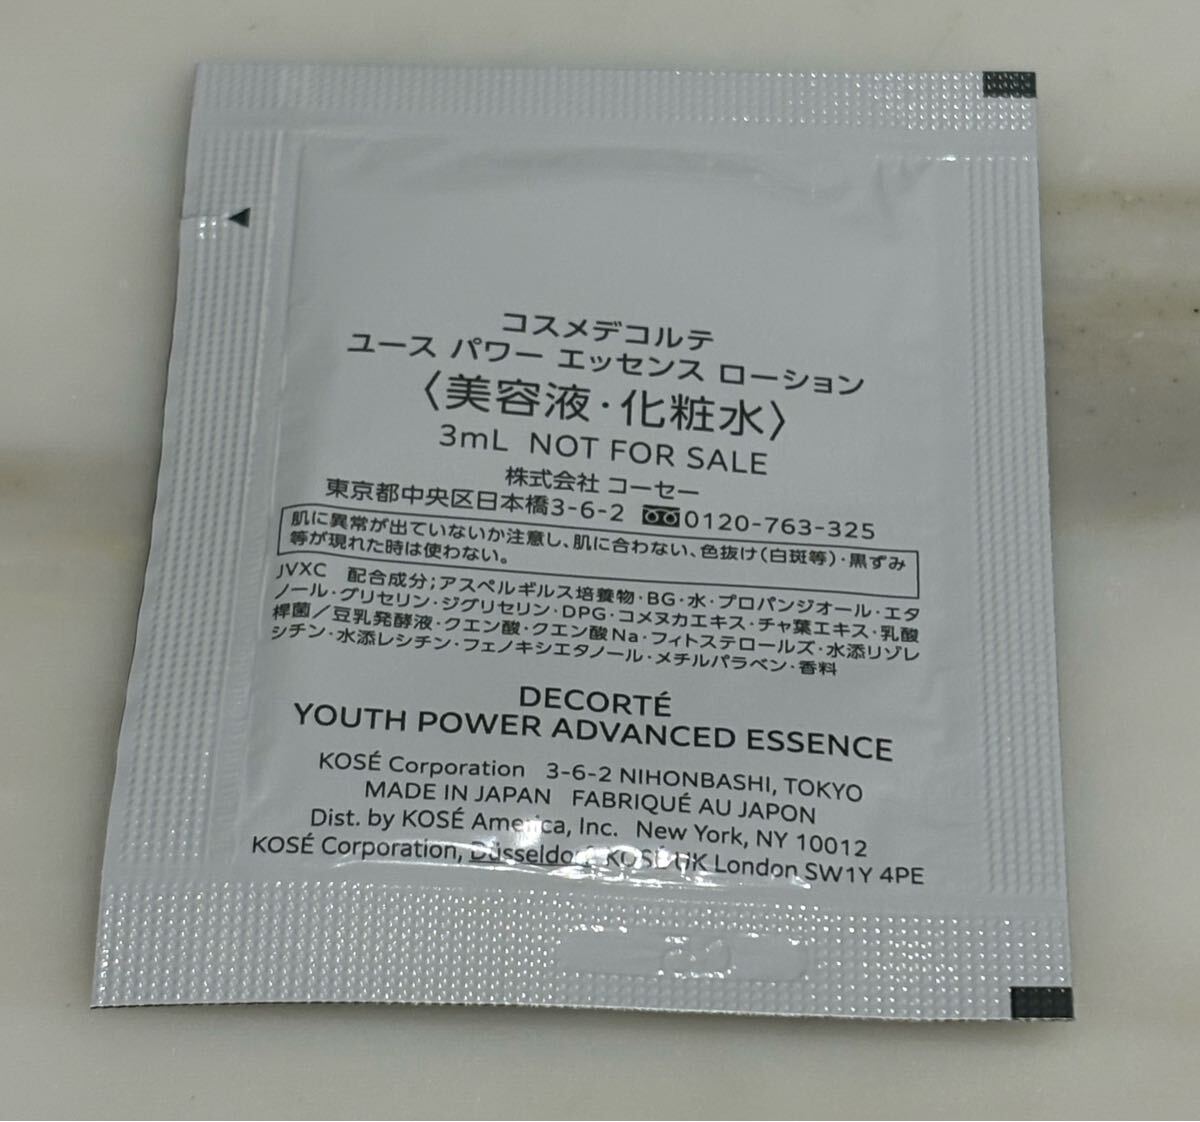 コスメデコルテ
ユース パワー エッセンス ローション
〈美容液・化粧水〉
3mL NOT FOR SALE
株式会社 コーセー
東京都中央区日本橋3-6-2 0120-763-325
肌に異常が出ていないか注意し、肌に合わない、色抜け(白斑等)・黒ずみ
等が現れた時は使わない。
JVXC 配合成分;アスペルギルス培養物・BG・水・プロパンジオール・エタ
ノール・グリセリン・ジグリセリン・DPG・コメヌカエキス・チャ葉エキス・乳酸
桿菌/豆乳発酵液・クエン酸・クエン酸Na・フィトステロールズ・水添リゾレ
シチン・水添レシチン・フェノキシエタノール・メチルパラベン・香料
DECORTÉ
YOUTH POWER ADVANCED ESSENCE
KOSÉ Corporation 3-6-2 NIHONBASHI, TOKYO
MADE IN JAPAN FABRIQUÉ AU JAPON
Dist. by KOSÉ America, Inc. New York, NY 10012
KOSÉ Corporation, Düsseldorf KOSÉ UK London SW1Y 4PE